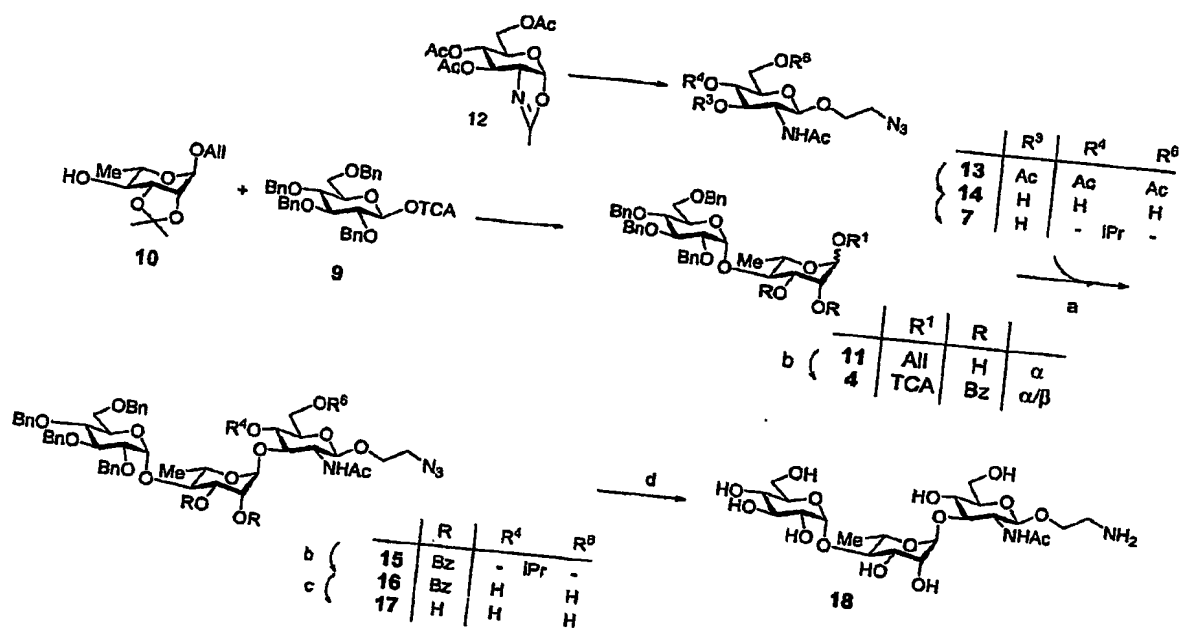 OAc
AcO
AcO
O
N
O
12
OR⁶
R⁴O
R³O
O
O
NHAc
N₃
R³ R⁴ R⁶
13 Ac Ac Ac
14 H H H
7 H - iPr -
a
OAll
Me
HO
O
O
O
10
+
OBn
BnO
BnO
O
OTCA
BnO
9
OBn
BnO
BnO
O
BnO
O
Me
O
OR¹
RO
OR
R¹ R
b 11 All H α
4 TCA Bz α/β
OBn
BnO
BnO
O
BnO
O
Me
O
RO
OR
O
OR⁶
R⁴O
O
O
NHAc
N₃
R R⁴ R⁶
b 15 Bz - iPr -
c 16 Bz H H
17 H H H
d
OH
HO
HO
O
HO
O
Me
O
HO
OH
O
OH
HO
O
O
NHAc
NH₂
18